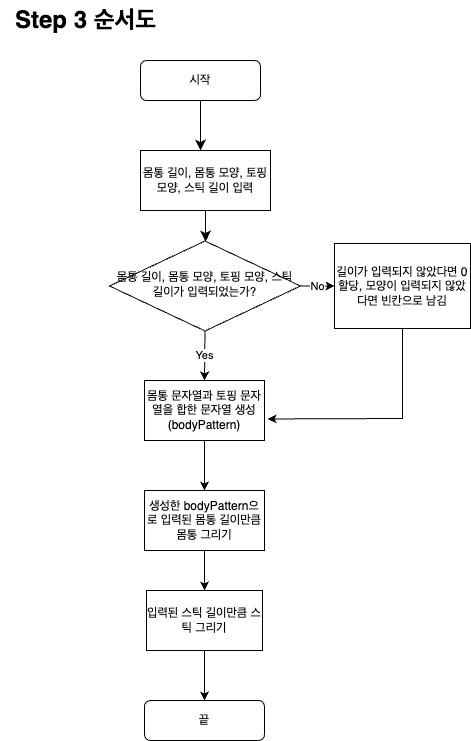 Step 3 순서도
시작
몸통 길이, 몸통 모양, 토핑
모양, 스틱 길이 입력
몸통 길이, 몸통 모양, 토핑 모양, 스틱
길이가 입력되었는가?
No
길이가 입력되지 않았다면 0
할당, 모양이 입력되지 않았
다면 빈칸으로 남김
Yes
몸통 문자열과 토핑 문자
열을 합한 문자열 생성
(bodyPattern)
생성한 bodyPattern으
로 입력된 몸통 길이만큼
몸통 그리기
입력된 스틱 길이만큼 스
틱 그리기
끝